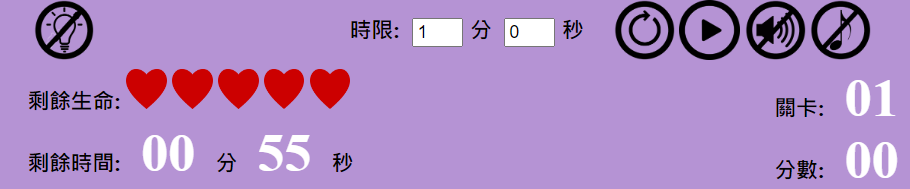 時限: 1 分 0 秒
剩餘生命:
關卡: 01
剩餘時間: 00 分 55 秒
分數: 00